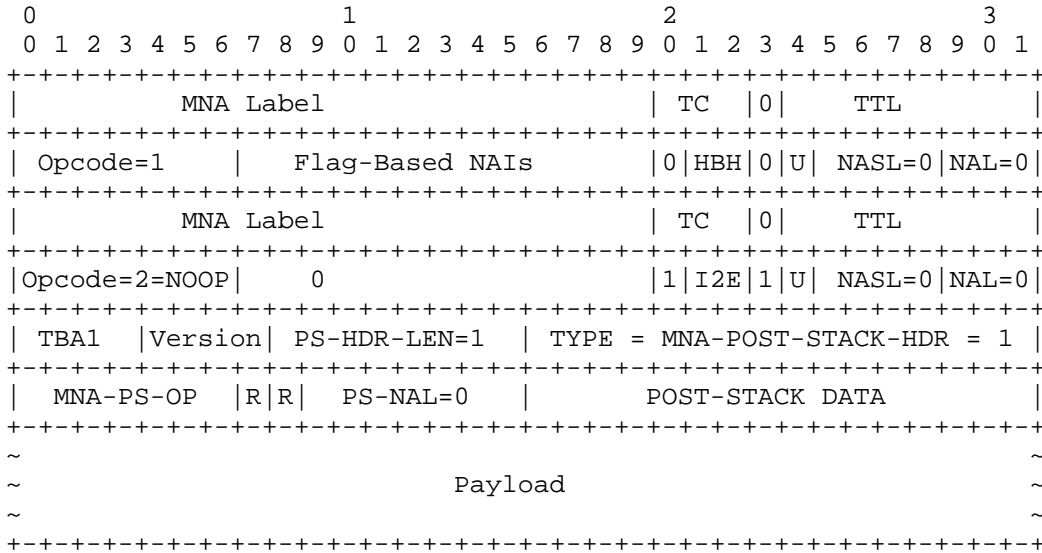 0                   1                   2                   3
 0 1 2 3 4 5 6 7 8 9 0 1 2 3 4 5 6 7 8 9 0 1 2 3 4 5 6 7 8 9 0 1
+-+-+-+-+-+-+-+-+-+-+-+-+-+-+-+-+-+-+-+-+-+-+-+-+-+-+-+-+-+-+-+-+
|          MNA Label                    | TC  |0|    TTL        |
+-+-+-+-+-+-+-+-+-+-+-+-+-+-+-+-+-+-+-+-+-+-+-+-+-+-+-+-+-+-+-+-+
| Opcode=1    |   Flag-Based NAIs       |0|HBH|0|U| NASL=0|NAL=0|
+-+-+-+-+-+-+-+-+-+-+-+-+-+-+-+-+-+-+-+-+-+-+-+-+-+-+-+-+-+-+-+-+
|          MNA Label                    | TC  |0|    TTL        |
+-+-+-+-+-+-+-+-+-+-+-+-+-+-+-+-+-+-+-+-+-+-+-+-+-+-+-+-+-+-+-+-+
|Opcode=2=NOOP|    0                    |1|I2E|1|U| NASL=0|NAL=0|
+-+-+-+-+-+-+-+-+-+-+-+-+-+-+-+-+-+-+-+-+-+-+-+-+-+-+-+-+-+-+-+-+
| TBA1  |Version| PS-HDR-LEN=1  | TYPE = MNA-POST-STACK-HDR = 1 |
+-+-+-+-+-+-+-+-+-+-+-+-+-+-+-+-+-+-+-+-+-+-+-+-+-+-+-+-+-+-+-+-+
|  MNA-PS-OP  |R|R|  PS-NAL=0   |       POST-STACK DATA         |
+-+-+-+-+-+-+-+-+-+-+-+-+-+-+-+-+-+-+-+-+-+-+-+-+-+-+-+-+-+-+-+-+
~                                                               ~
~                           Payload                             ~
~                                                               ~
+-+-+-+-+-+-+-+-+-+-+-+-+-+-+-+-+-+-+-+-+-+-+-+-+-+-+-+-+-+-+-+-+